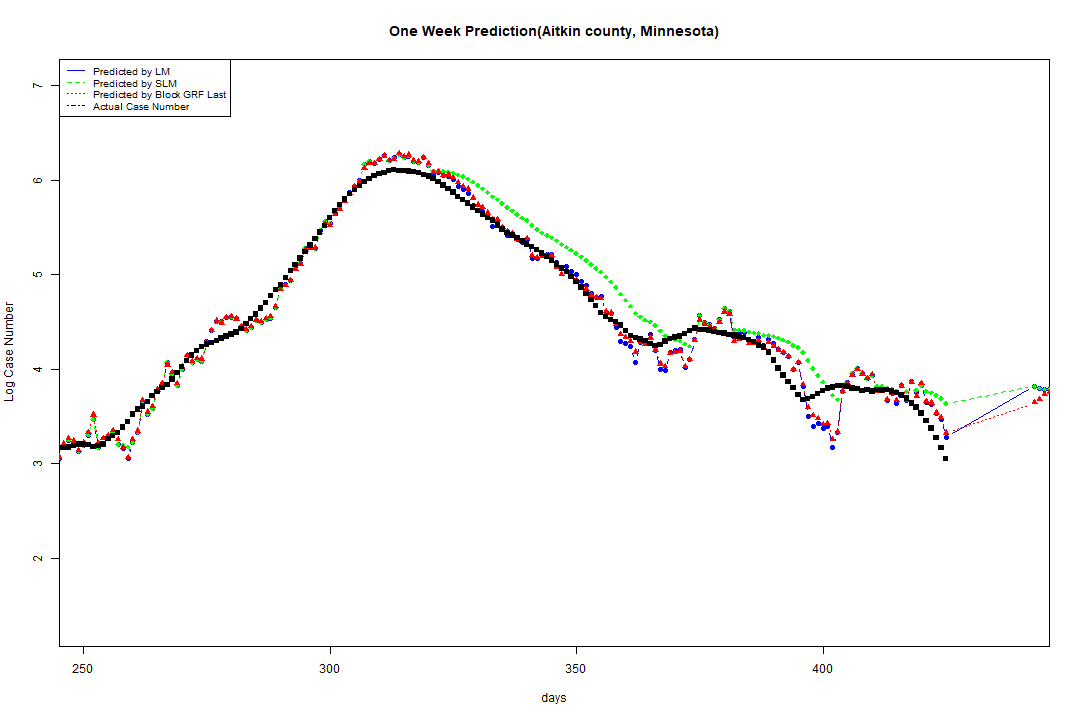 One Week Prediction(Aitkin county, Minnesota)
Predicted by LM
Predicted by SLM
Predicted by Block GRF Last
Actual Case Number
7
6
5
4
3
2
Log Case Number
250 300 350 400
days